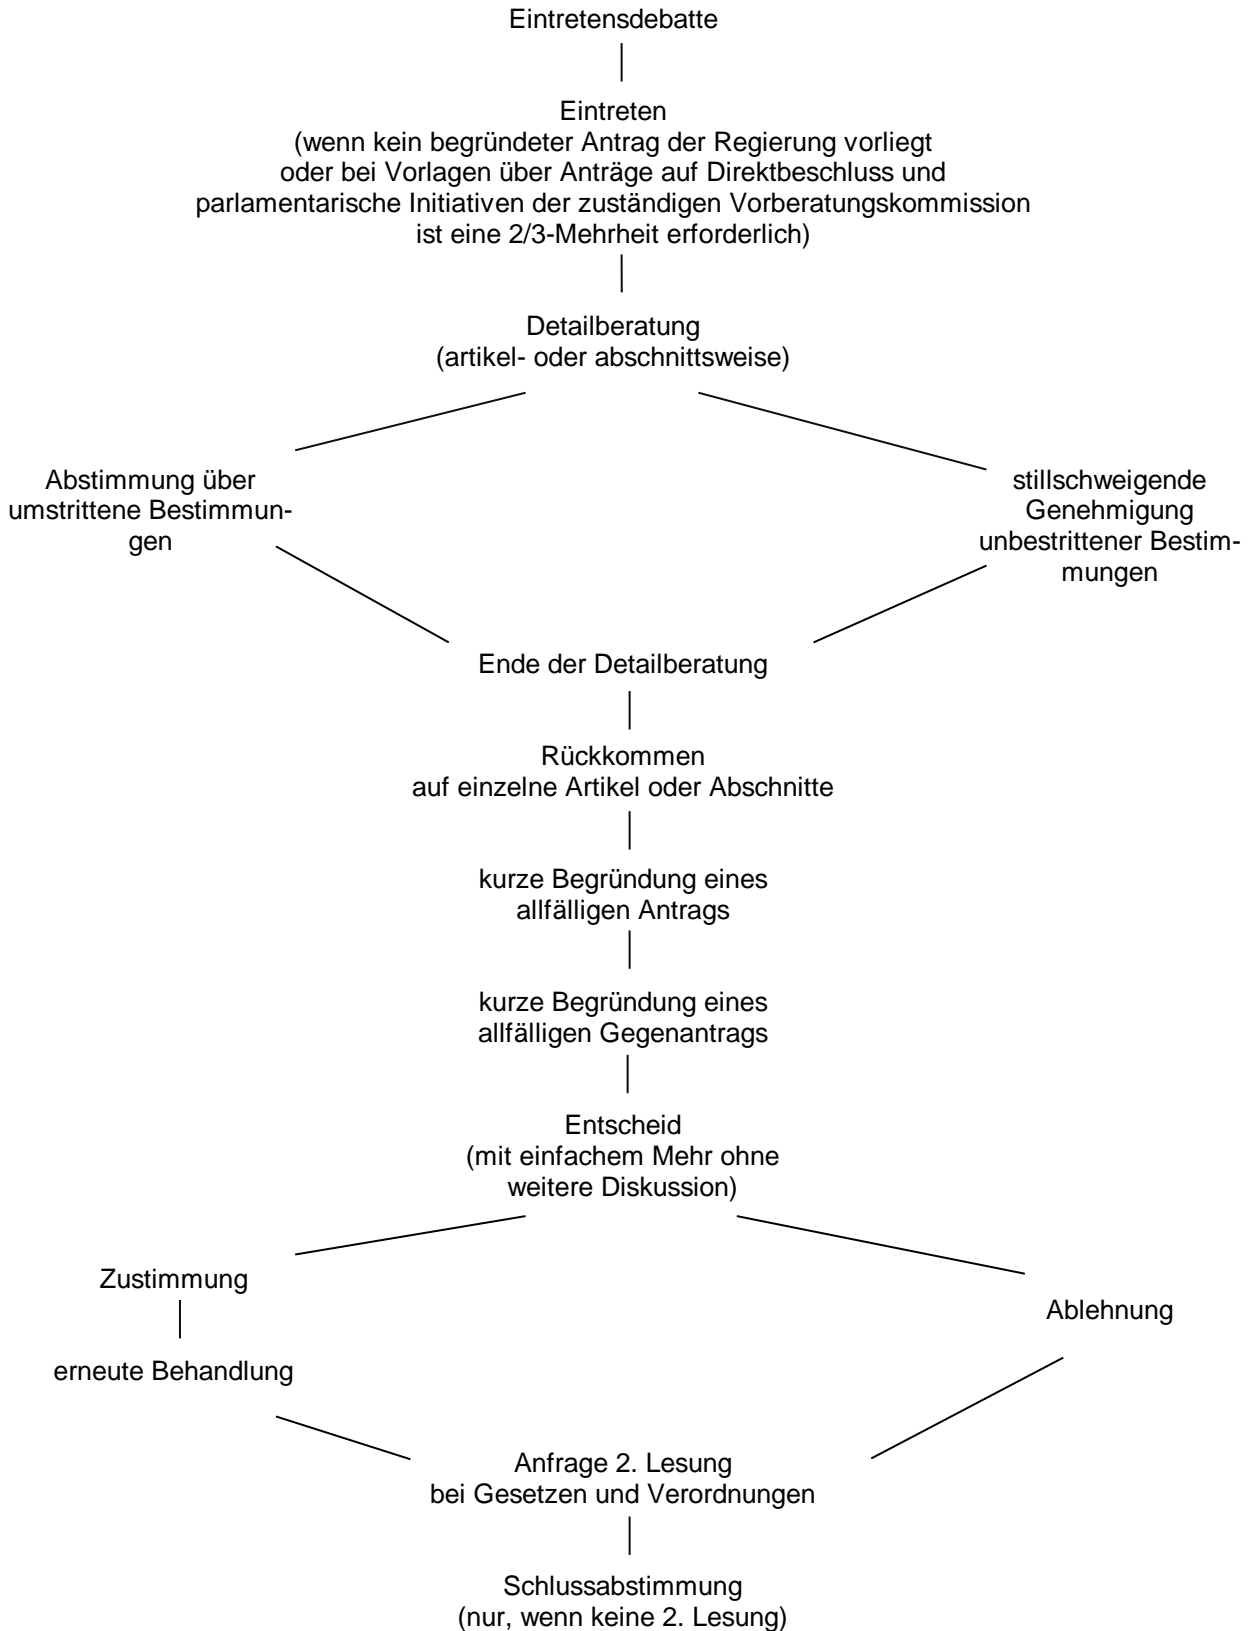 Eintretensdebatte
Eintreten
(wenn kein begründeter Antrag der Regierung vorliegt
oder bei Vorlagen über Anträge auf Direktbeschluss und
parlamentarische Initiativen der zuständigen Vorberatungskommission
ist eine 2/3-Mehrheit erforderlich)
Detailberatung
(artikel- oder abschnittsweise)
Abstimmung über
umstrittene Bestimmun-
gen
stillschweigende
Genehmigung
unbestrittener Bestim-
mungen
Ende der Detailberatung
Rückkommen
auf einzelne Artikel oder Abschnitte
kurze Begründung eines
allfälligen Antrags
kurze Begründung eines
allfälligen Gegenantrags
Entscheid
(mit einfachem Mehr ohne
weitere Diskussion)
Zustimmung
Ablehnung
erneute Behandlung
Anfrage 2. Lesung
bei Gesetzen und Verordnungen
Schlussabstimmung
(nur, wenn keine 2. Lesung)